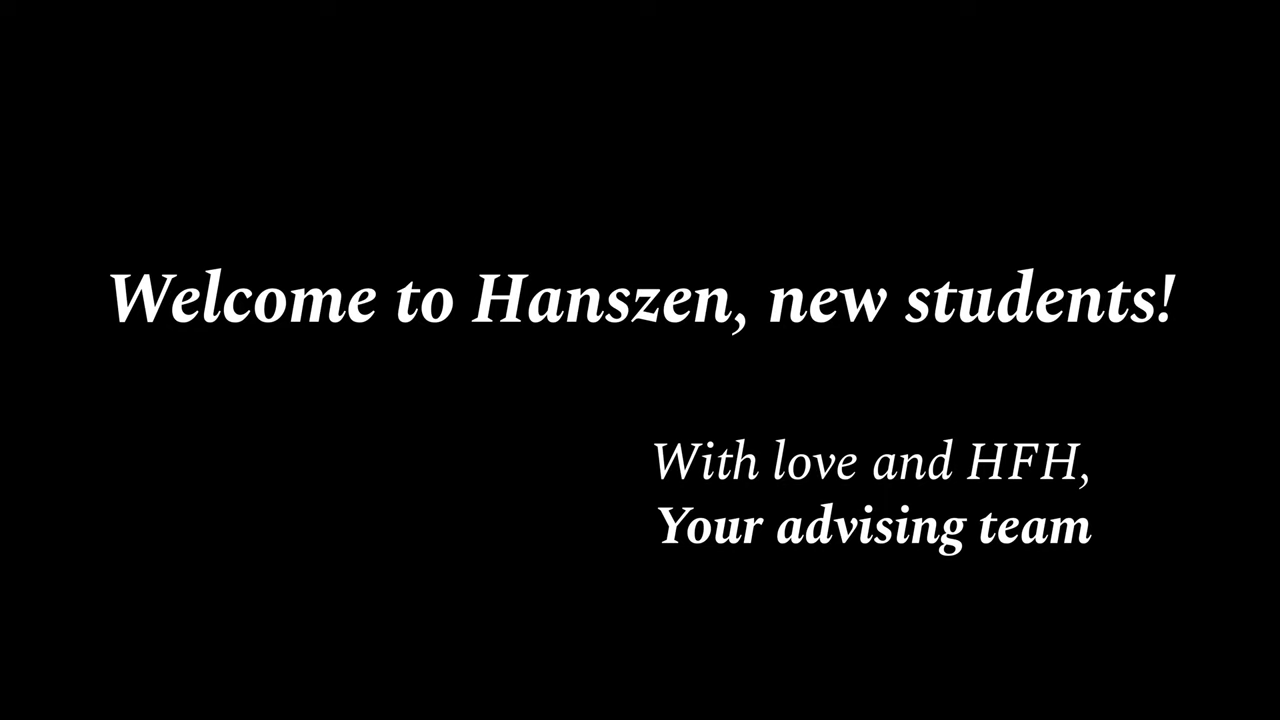 Welcome to Hanszen, new students!
With love and HFH,
Your advising team